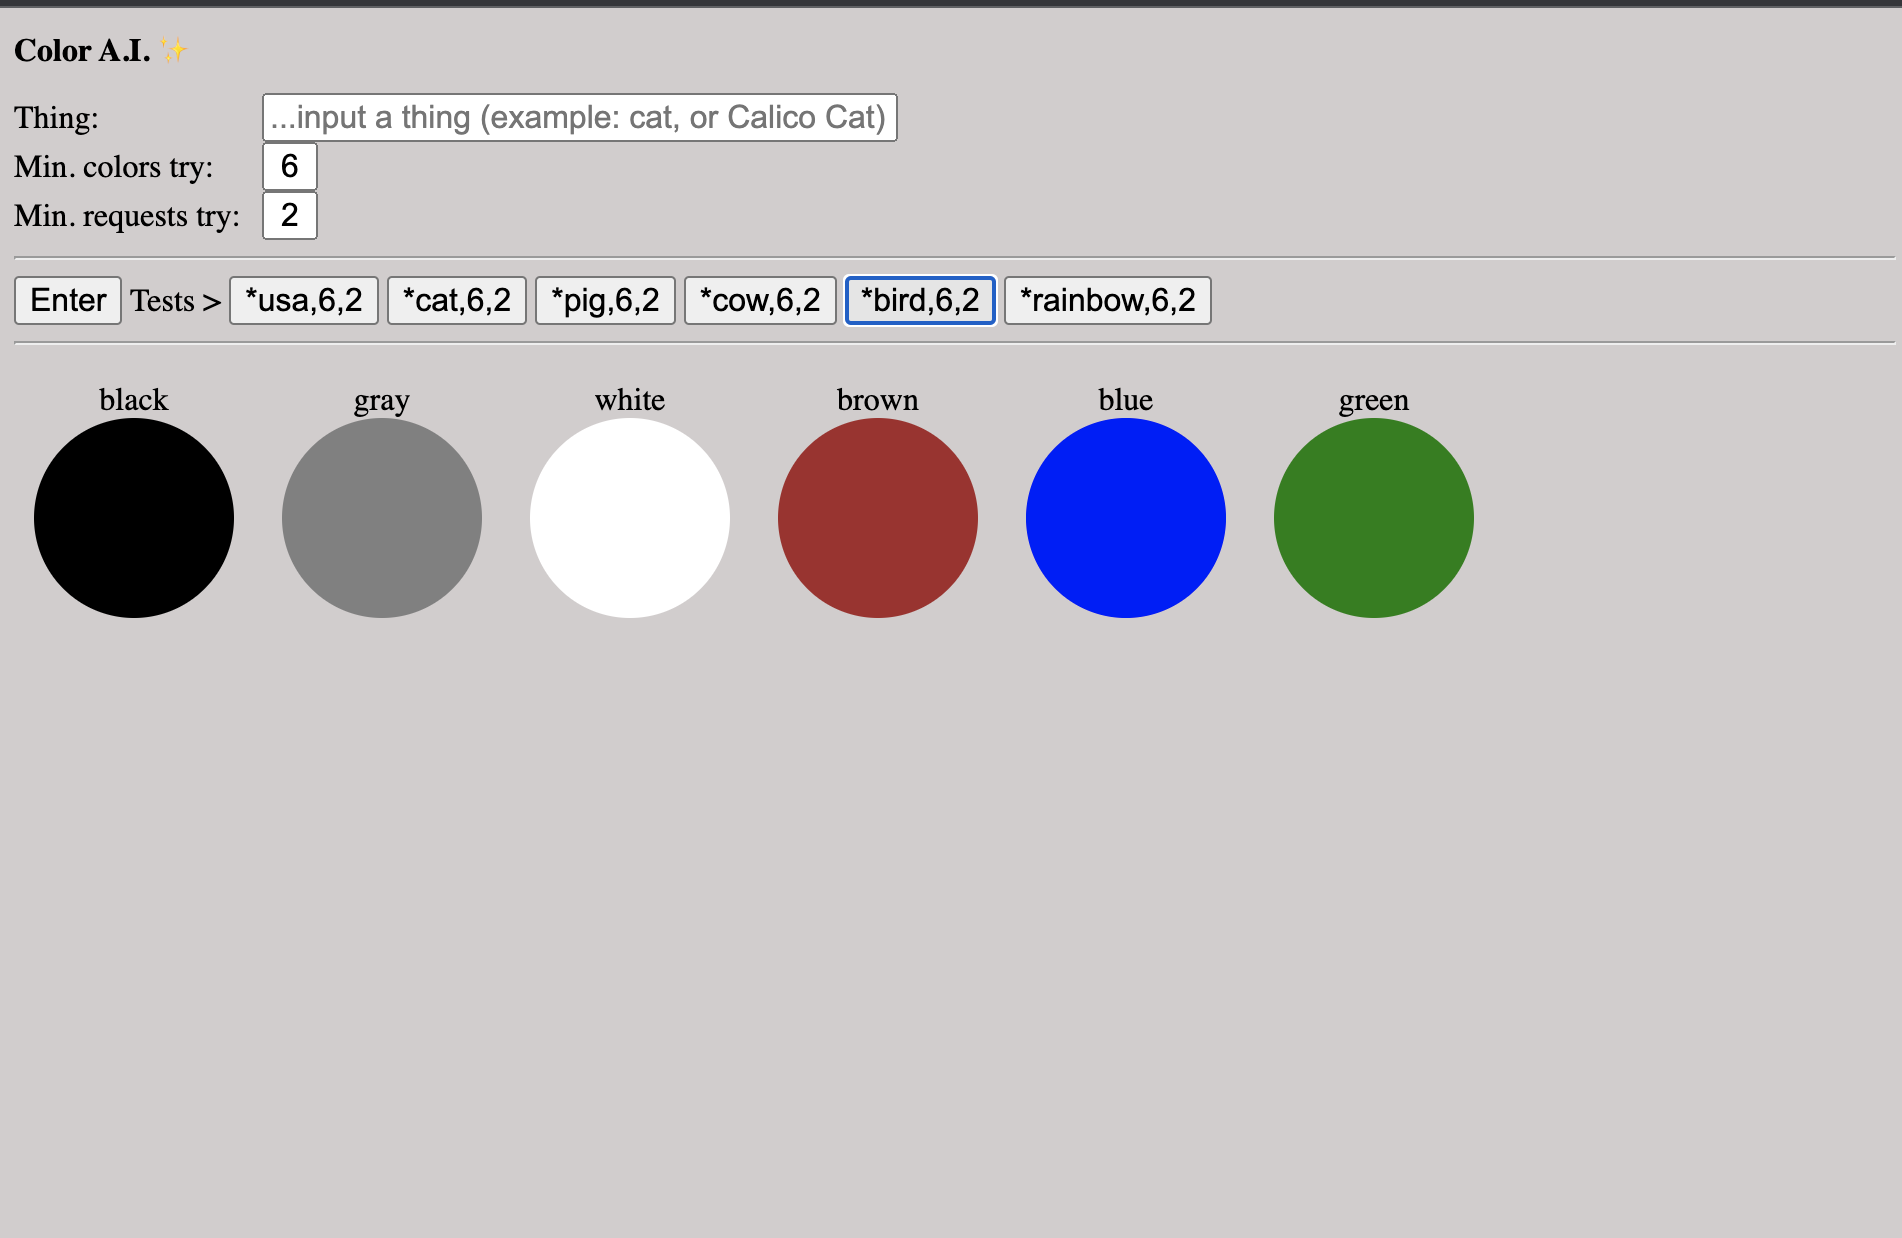 Color A.I. ✨
Thing: ...input a thing (example: cat, or Calico Cat)
Min. colors try: 6
Min. requests try: 2
Enter Tests > *usa,6,2 *cat,6,2 *pig,6,2 *cow,6,2 *bird,6,2 *rainbow,6,2
black gray white brown blue green